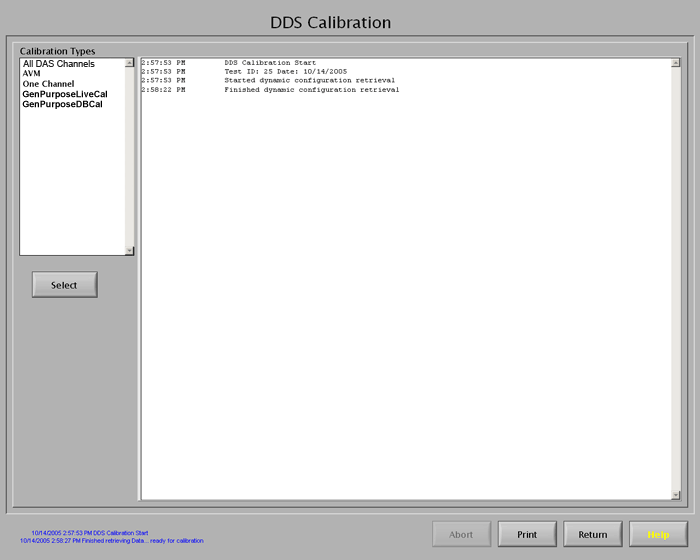 DDS Calibration
Calibration Types
All DAS Channels
AVM
One Channel
GenPurposeLiveCal
GenPurposeDBCal
Select
2:57:53 PM DDS Calibration Start
2:57:53 PM Test ID: 25 Date: 10/14/2005
2:57:53 PM Started dynamic configuration retrieval
2:58:22 PM Finished dynamic configuration retrieval
10/14/2005 2:57:53 PM DDS Calibration Start
10/14/2005 2:58:27 PM Finished retrieving Data... ready for calibration
Abort
Print
Return
Help